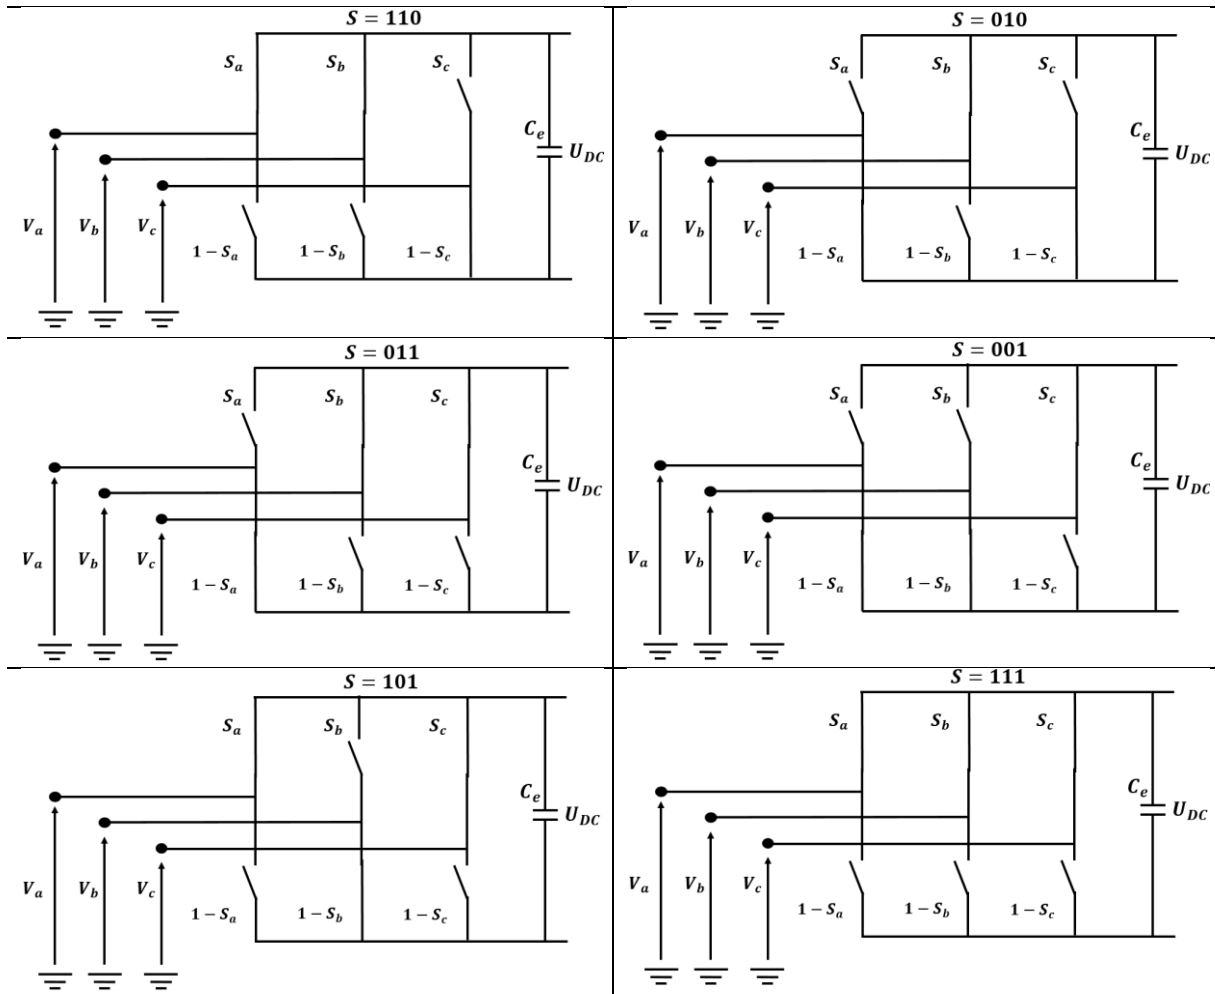 S = 110
S_a S_b S_c
C_e
U_DC
V_a V_b V_c
1 − S_a 1 − S_b 1 − S_c
S = 010
S_a S_b S_c
C_e
U_DC
V_a V_b V_c
1 − S_a 1 − S_b 1 − S_c
S = 011
S_a S_b S_c
C_e
U_DC
V_a V_b V_c
1 − S_a 1 − S_b 1 − S_c
S = 001
S_a S_b S_c
C_e
U_DC
V_a V_b V_c
1 − S_a 1 − S_b 1 − S_c
S = 101
S_a S_b S_c
C_e
U_DC
V_a V_b V_c
1 − S_a 1 − S_b 1 − S_c
S = 111
S_a S_b S_c
C_e
U_DC
V_a V_b V_c
1 − S_a 1 − S_b 1 − S_c